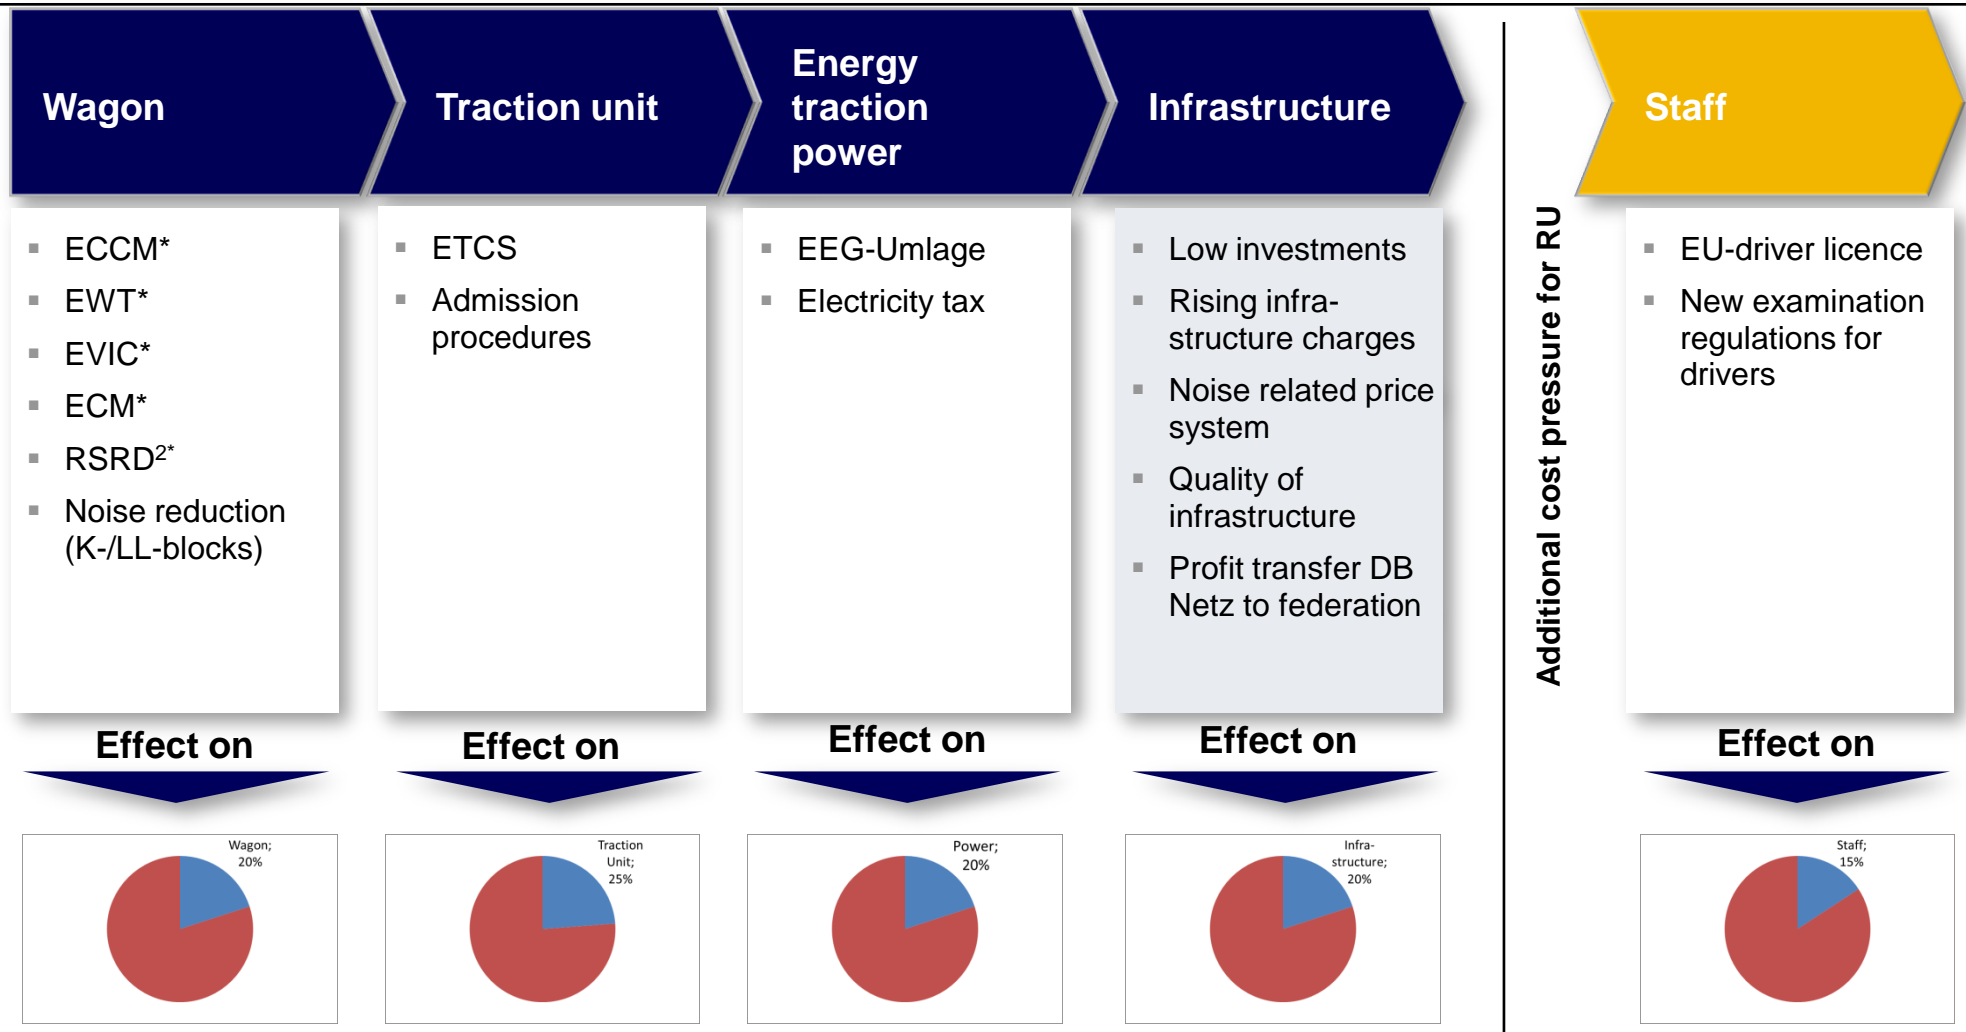 Wagon
Traction unit
Energy
traction
power
Infrastructure
Staff
ECCM*
EWT*
EVIC*
ECM*
RSRD2*
Noise reduction
(K-/LL-blocks)
ETCS
Admission
procedures
EEG-Umlage
Electricity tax
Low investments
Rising infra-
structure charges
Noise related price
system
Quality of
infrastructure
Profit transfer DB
Netz to federation
Additional cost pressure for RU
EU-driver licence
New examination
regulations for
drivers
Effect on
Effect on
Effect on
Effect on
Effect on
Wagon;
20%
Traction
Unit;
25%
Power;
20%
Infra-
structure;
20%
Staff;
15%